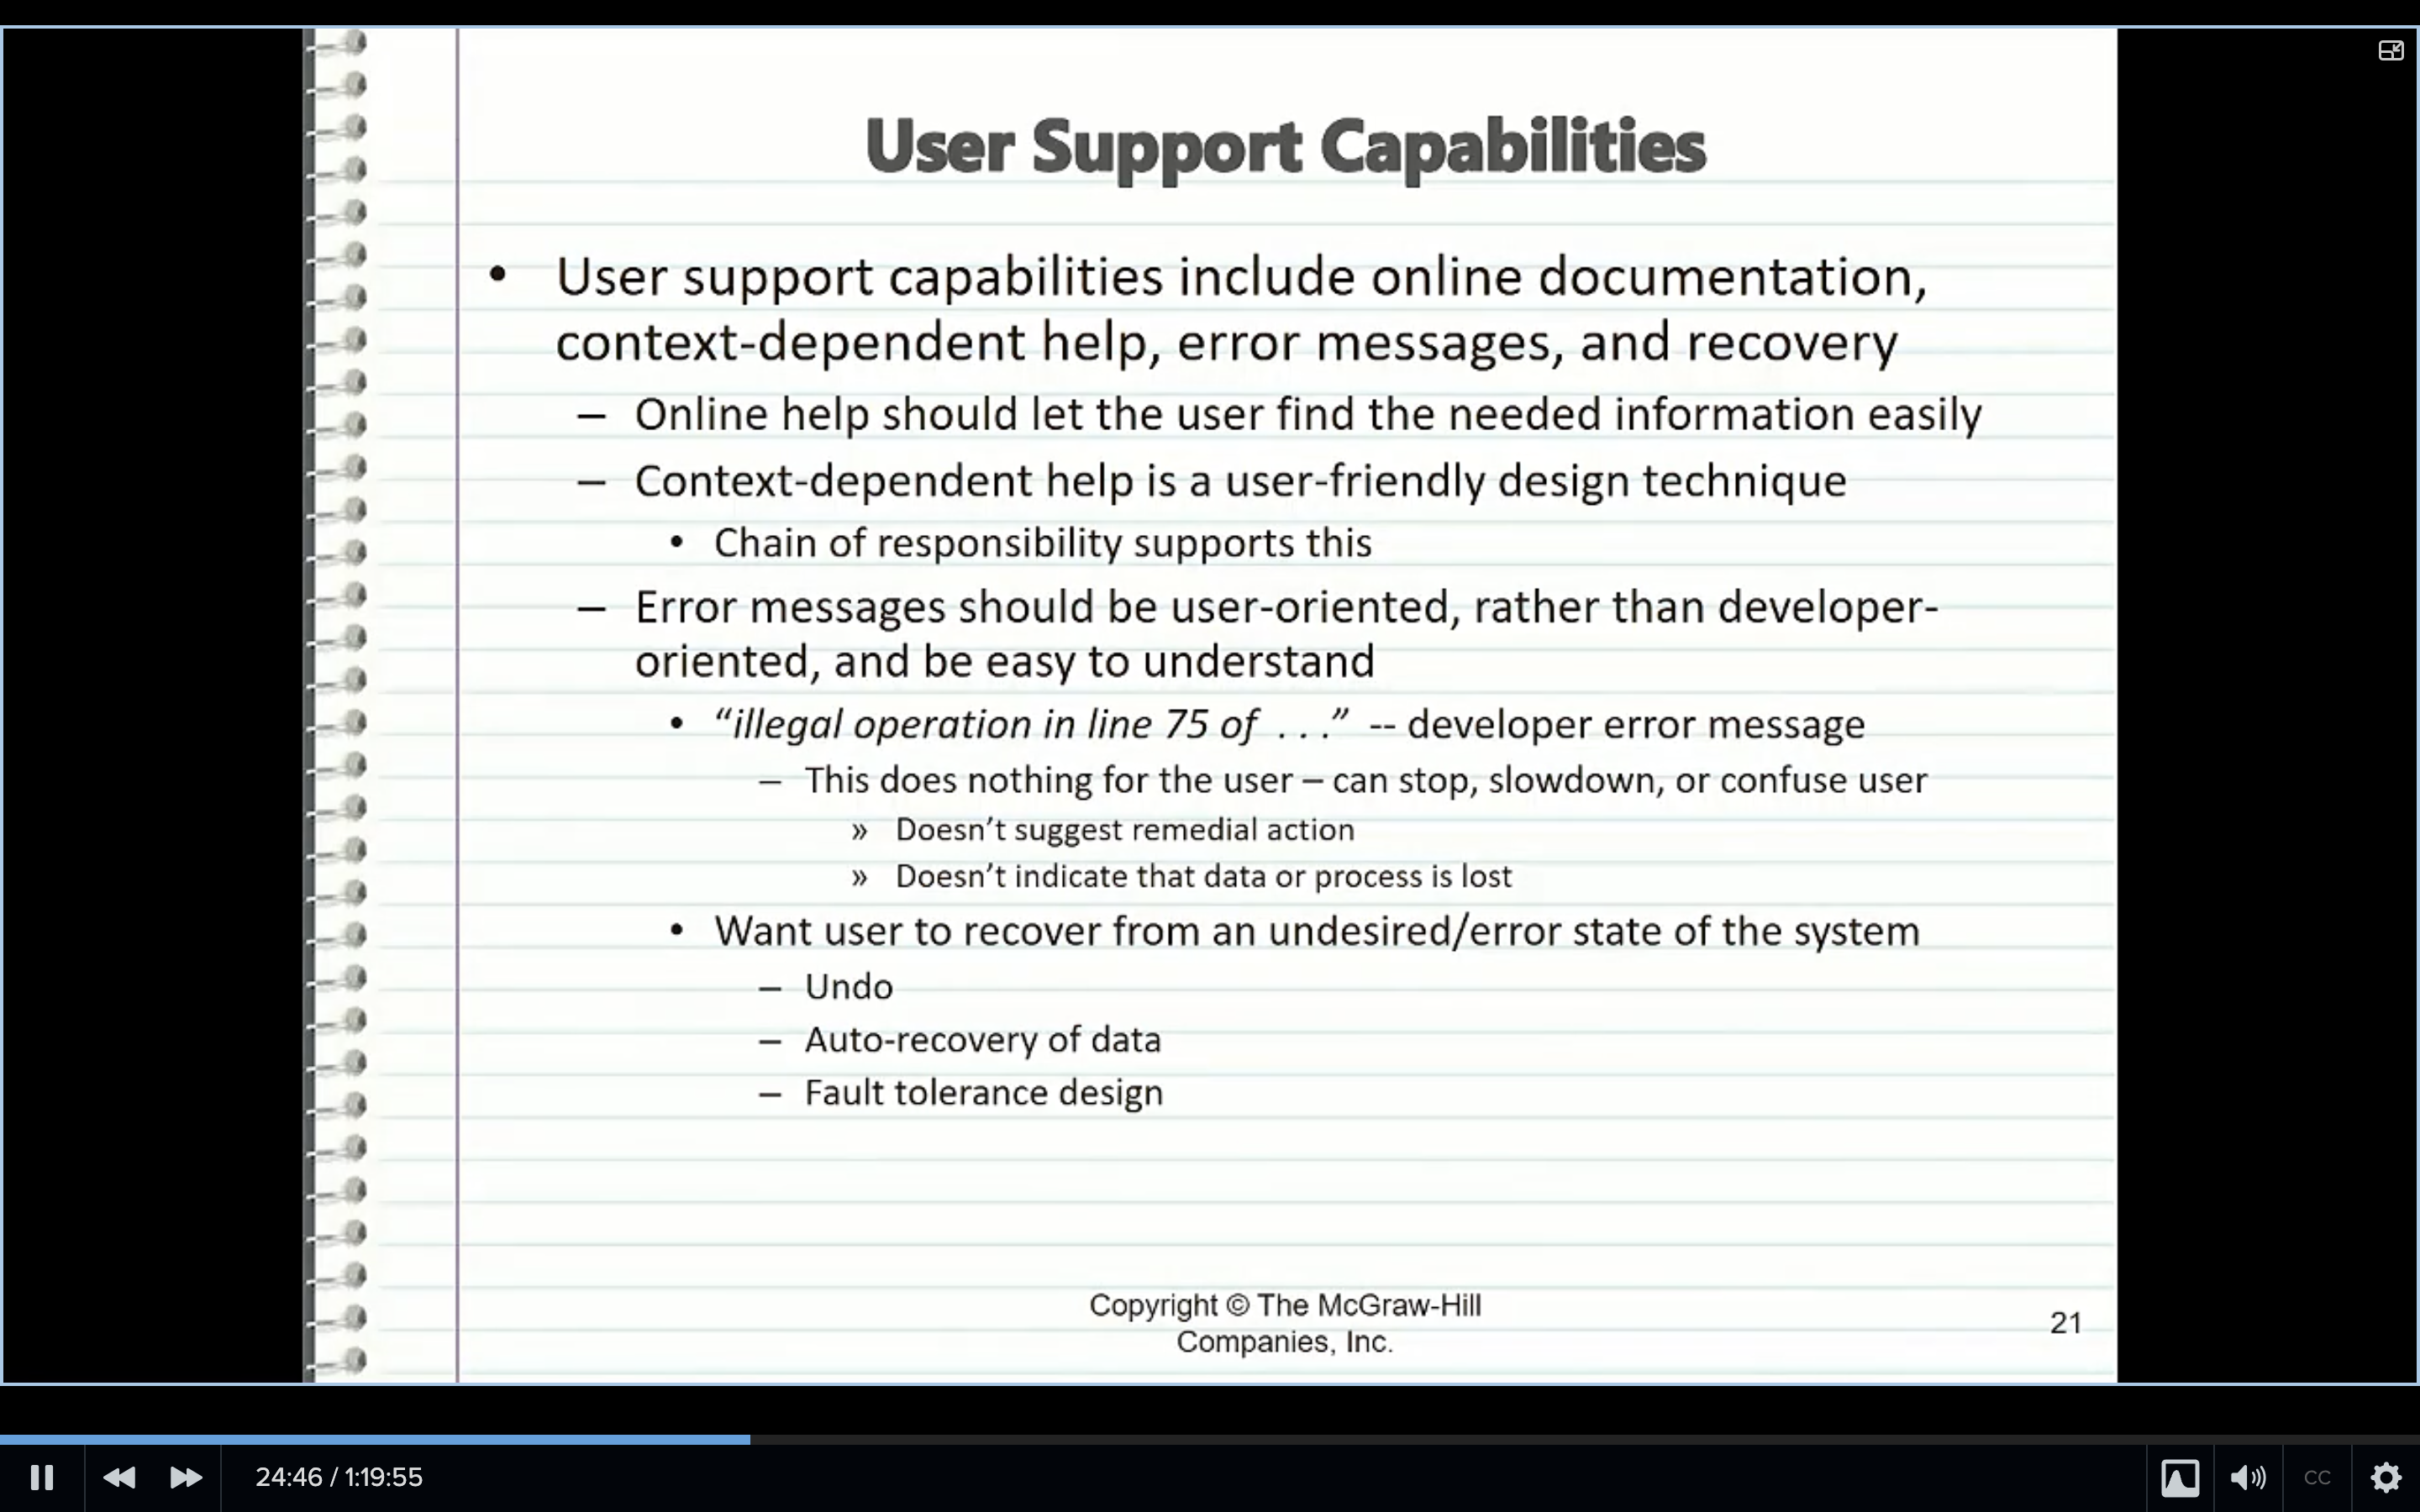 User Support Capabilities
• User support capabilities include online documentation,
context-dependent help, error messages, and recovery
– Online help should let the user find the needed information easily
– Context-dependent help is a user-friendly design technique
• Chain of responsibility supports this
– Error messages should be user-oriented, rather than developer-
oriented, and be easy to understand
• “illegal operation in line 75 of . . .” -- developer error message
– This does nothing for the user – can stop, slowdown, or confuse user
» Doesn’t suggest remedial action
» Doesn’t indicate that data or process is lost
• Want user to recover from an undesired/error state of the system
– Undo
– Auto-recovery of data
– Fault tolerance design
Copyright © The McGraw-Hill
Companies, Inc.
21
24:46 / 1:19:55
CC